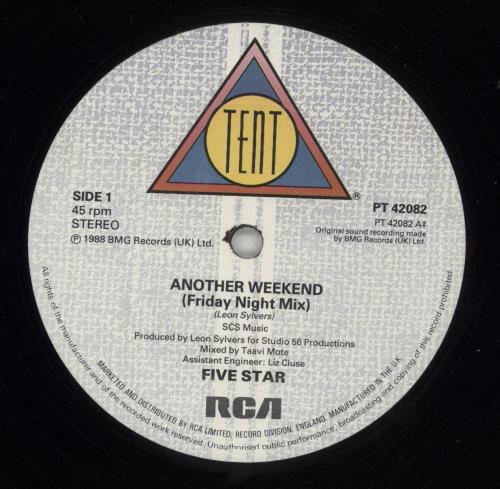 TENT
®
SIDE 1
45 rpm
STEREO
℗ 1988 BMG Records (UK) Ltd.
PT 42082
PT 42082 A‡
Original sound recording made
by BMG Records (UK) Ltd.
ANOTHER WEEKEND
(Friday Night Mix)
(Leon Sylvers)
SCS Music
Produced by Leon Sylvers for Studio 56 Productions
Mixed by Taavi Mote
Assistant Engineer: Liz Cluse
FIVE STAR
RCA
MARKETED AND DISTRIBUTED BY RCA LIMITED; RECORD DIVISION. ENGLAND. MANUFACTURED IN THE U.K.
All rights of the manufacturer and of the recorded work reserved. Unauthorised public performance, broadcasting and copying of this record prohibited.